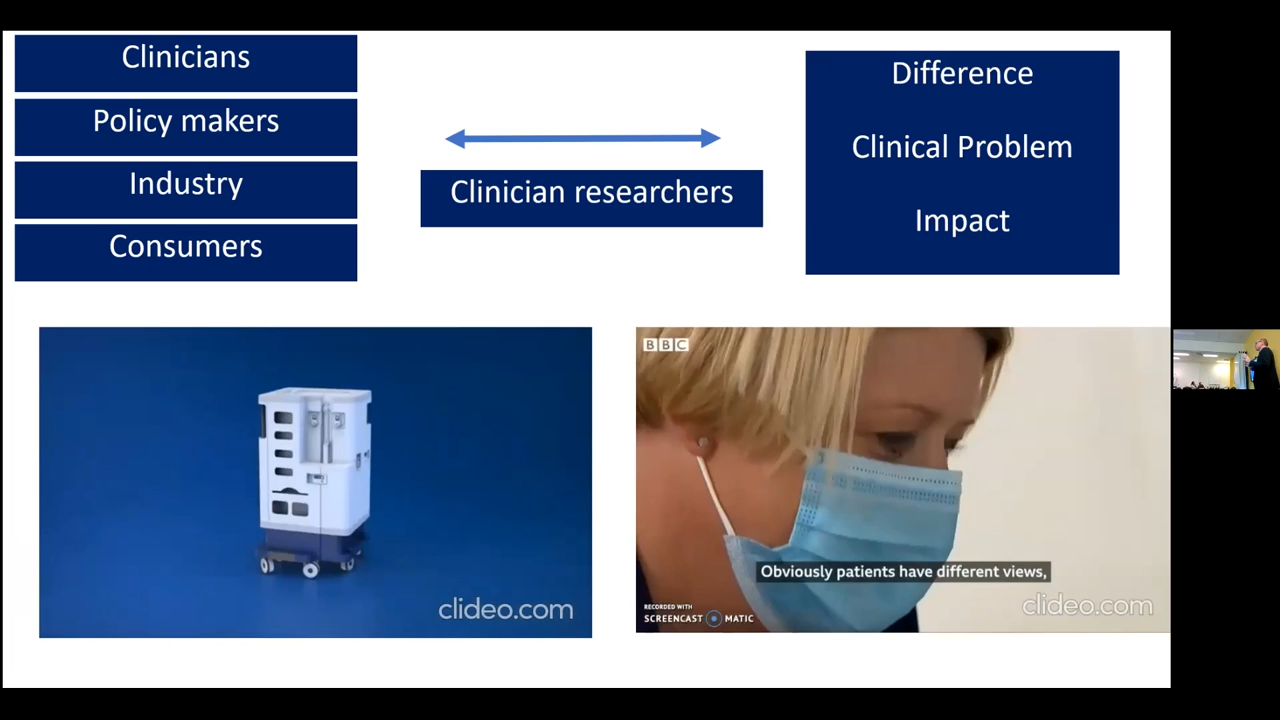 Clinicians
Policy makers
Industry
Consumers
Clinician researchers
Difference
Clinical Problem
Impact
clideo.com
BBC
Obviously patients have different views,
RECORDED WITH
SCREENCAST MATIC
clideo.com